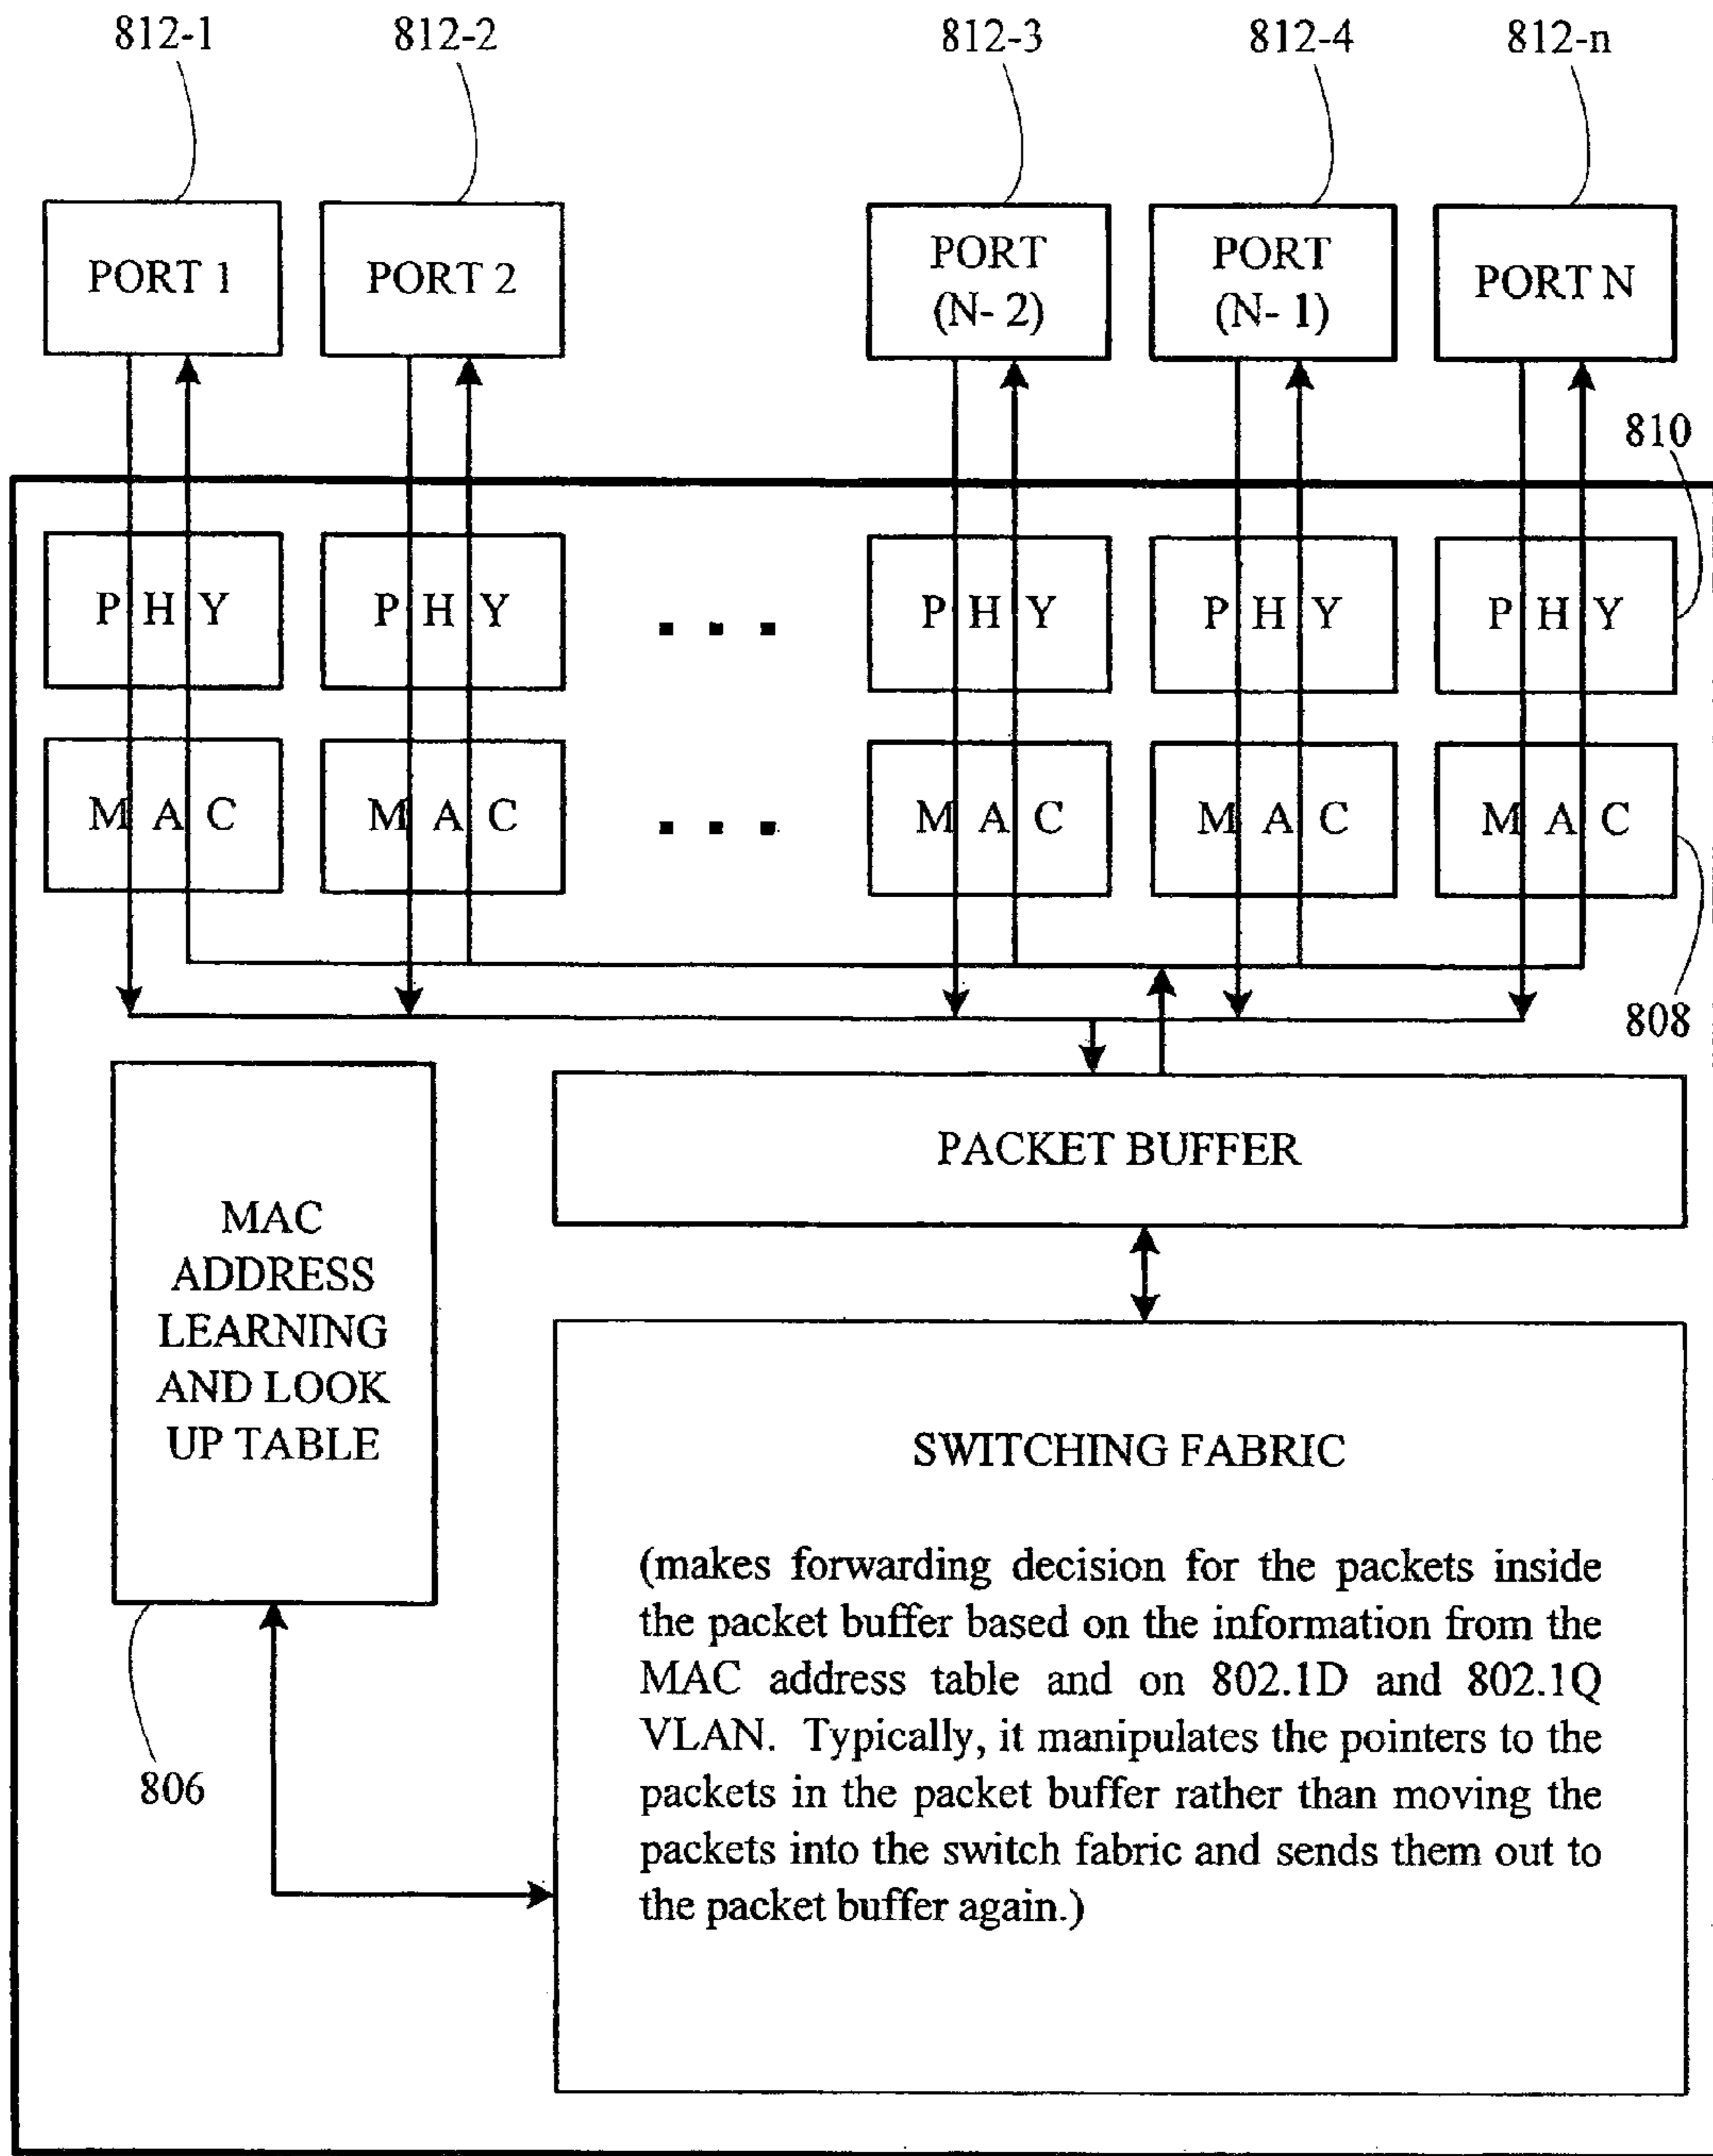 812-1 812-2 812-3 812-4 812-n
PORT 1 PORT 2 PORT (N- 2) PORT (N- 1) PORT N
810
P H Y P H Y . . . P H Y P H Y P H Y
M A C M A C . . . M A C M A C M A C
808
PACKET BUFFER
MAC
ADDRESS
LEARNING
AND LOOK
UP TABLE
806
SWITCHING FABRIC
(makes forwarding decision for the packets inside
the packet buffer based on the information from the
MAC address table and on 802.1D and 802.1Q
VLAN. Typically, it manipulates the pointers to the
packets in the packet buffer rather than moving the
packets into the switch fabric and sends them out to
the packet buffer again.)